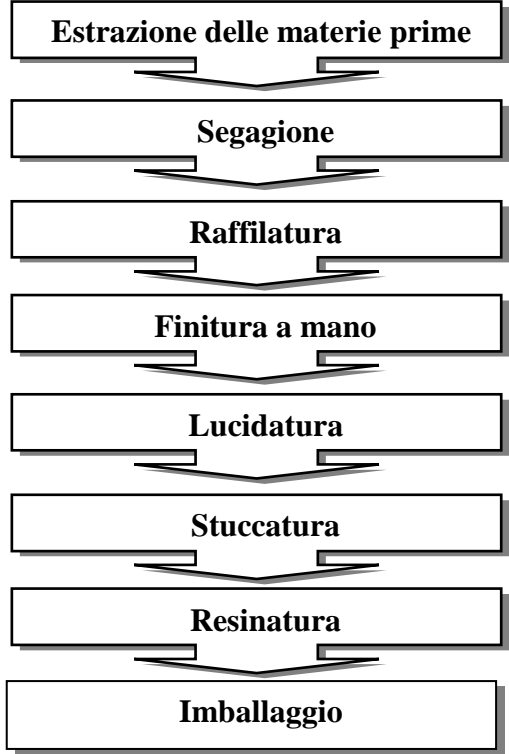 Estrazione delle materie prime
Segagione
Raffilatura
Finitura a mano
Lucidatura
Stuccatura
Resinatura
Imballaggio